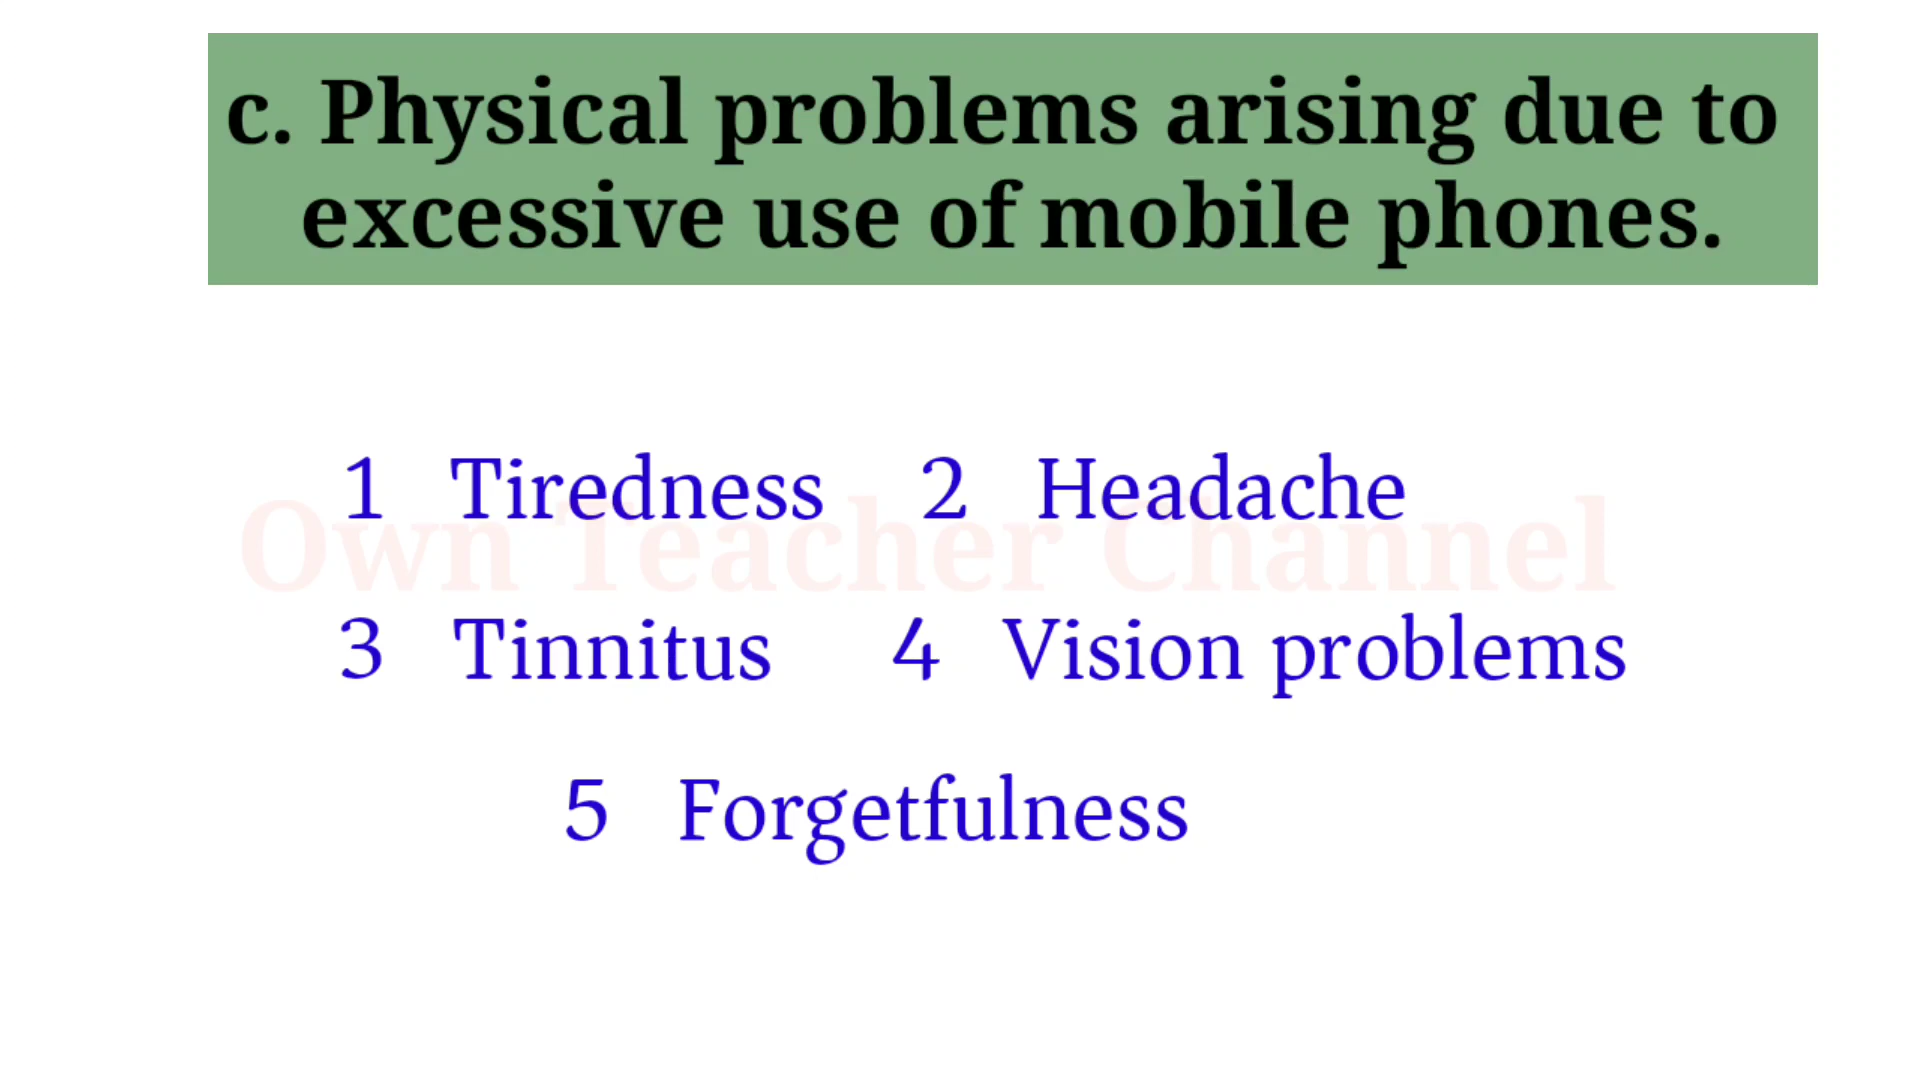 c. Physical problems arising due to
excessive use of mobile phones.
1 Tiredness 2 Headache
Own Teacher Channel
3 Tinnitus 4 Vision problems
5 Forgetfulness